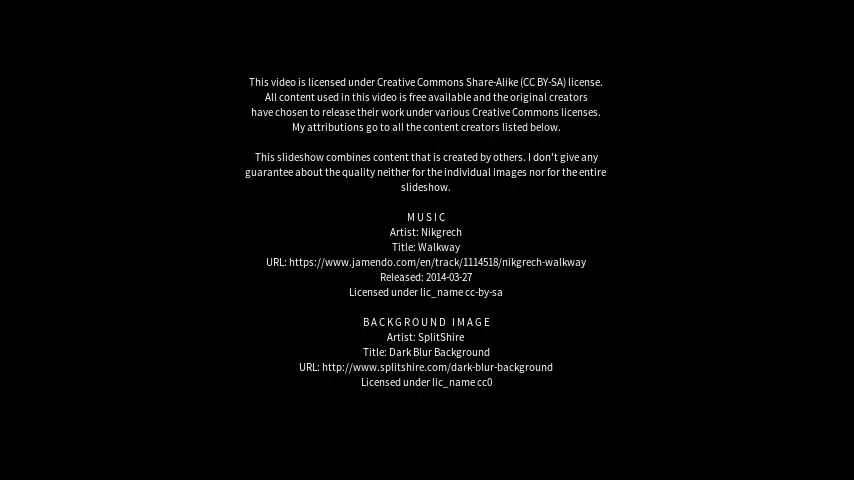 This video is licensed under Creative Commons Share-Alike (CC BY-SA) license.
All content used in this video is free available and the original creators
have chosen to release their work under various Creative Commons licenses.
My attributions go to all the content creators listed below.
This slideshow combines content that is created by others. I don't give any
guarantee about the quality neither for the individual images nor for the entire
slideshow.
MUSIC
Artist: Nikgrech
Title: Walkway
URL: https://www.jamendo.com/en/track/1114518/nikgrech-walkway
Released: 2014-03-27
Licensed under lic_name cc-by-sa
BACKGROUND IMAGE
Artist: SplitShire
Title: Dark Blur Background
URL: http://www.splitshire.com/dark-blur-background
Licensed under lic_name cc0